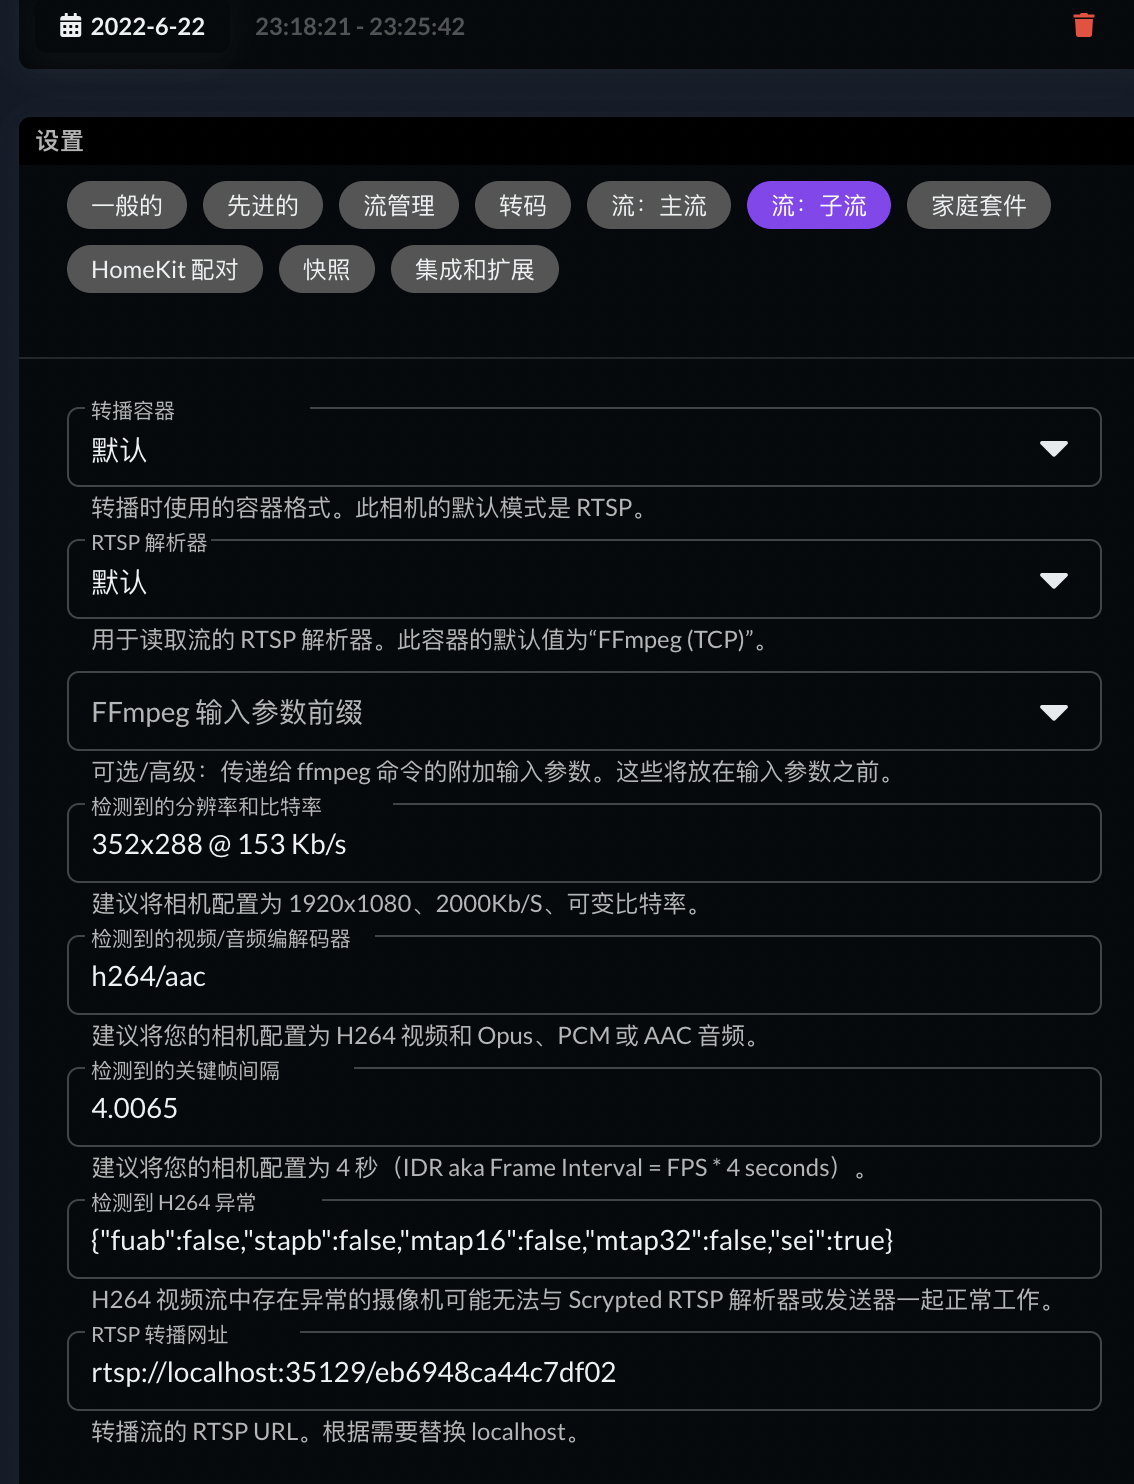 2022-6-22 23:18:21 - 23:25:42
设置
一般的 先进的 流管理 转码 流：主流 流：子流 家庭套件
HomeKit 配对 快照 集成和扩展
转播容器
默认
转播时使用的容器格式。此相机的默认模式是 RTSP。
RTSP 解析器
默认
用于读取流的 RTSP 解析器。此容器的默认值为“FFmpeg (TCP)”。
FFmpeg 输入参数前缀
可选/高级：传递给 ffmpeg 命令的附加输入参数。这些将放在输入参数之前。
检测到的分辨率和比特率
352x288 @ 153 Kb/s
建议将相机配置为 1920x1080、2000Kb/S、可变比特率。
检测到的视频/音频编解码器
h264/aac
建议将您的相机配置为 H264 视频和 Opus、PCM 或 AAC 音频。
检测到的关键帧间隔
4.0065
建议将您的相机配置为 4 秒（IDR aka Frame Interval = FPS * 4 seconds）。
检测到 H264 异常
{"fuab":false,"stapb":false,"mtap16":false,"mtap32":false,"sei":true}
H264 视频流中存在异常的摄像机可能无法与 Scrypted RTSP 解析器或发送器一起正常工作。
RTSP 转播网址
rtsp://localhost:35129/eb6948ca44c7df02
转播流的 RTSP URL。根据需要替换 localhost。